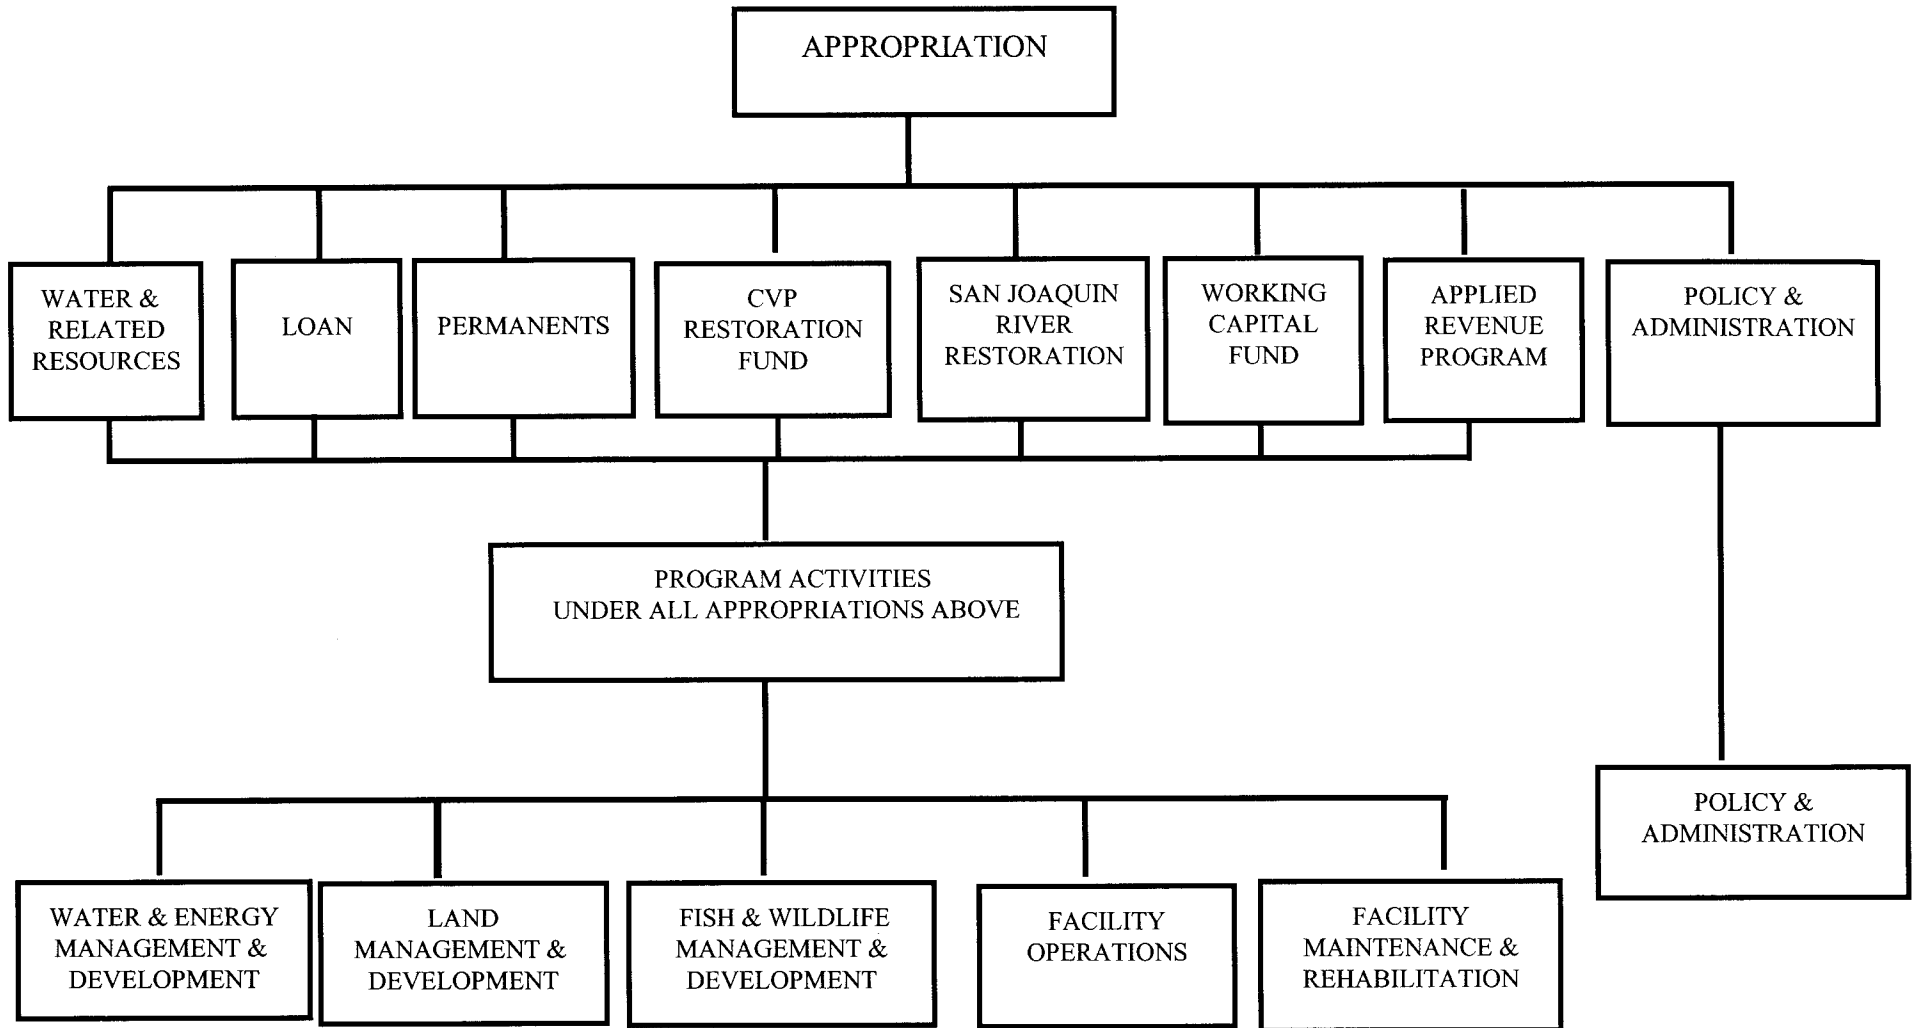 APPROPRIATION
WATER &
RELATED
RESOURCES
LOAN
PERMANENTS
CVP
RESTORATION
FUND
SAN JOAQUIN
RIVER
RESTORATION
WORKING
CAPITAL
FUND
APPLIED
REVENUE
PROGRAM
POLICY &
ADMINISTRATION
PROGRAM ACTIVITIES
UNDER ALL APPROPRIATIONS ABOVE
POLICY &
ADMINISTRATION
WATER & ENERGY
MANAGEMENT &
DEVELOPMENT
LAND
MANAGEMENT &
DEVELOPMENT
FISH & WILDLIFE
MANAGEMENT &
DEVELOPMENT
FACILITY
OPERATIONS
FACILITY
MAINTENANCE &
REHABILITATION